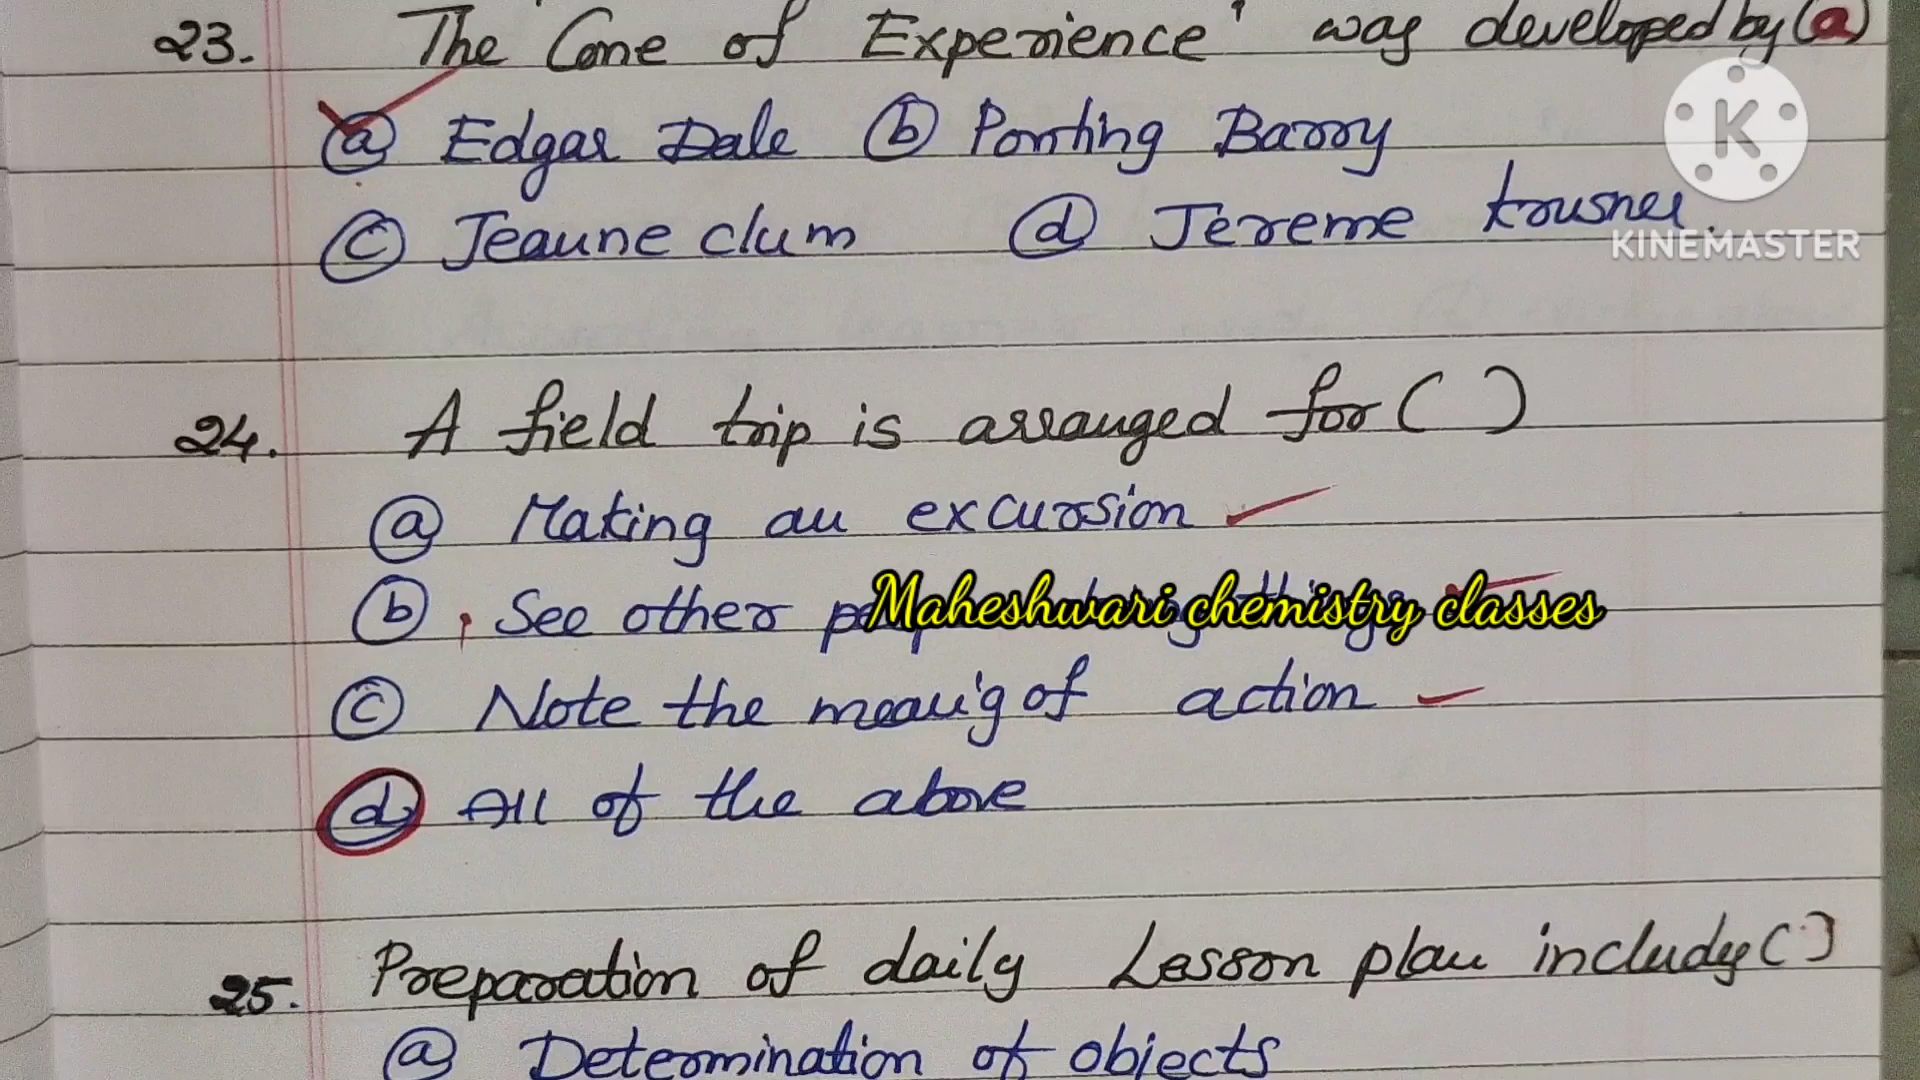 23. 'The Cone of Experience' was developed by (a)
(a) Edgar Dale (b) Ponting Barry
(c) Jeaune clum (d) Jereme
KINEMASTER
24. A field trip is arranged for ( )
(a) Making an excursion
(b) See other
Maheshwari chemistry classes
(c) Note the meanig of action
(d) All of the above
25. Preparation of daily Lesson plan includes ( )
(a) Determination of objects